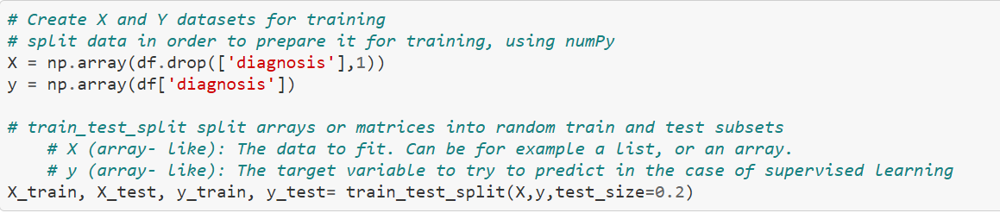 # Create X and Y datasets for training
# split data in order to prepare it for training, using numPy
X = np.array(df.drop(['diagnosis'],1))
y = np.array(df['diagnosis'])
# train_test_split split arrays or matrices into random train and test subsets
# X (array- like): The data to fit. Can be for example a list, or an array.
# y (array- like): The target variable to try to predict in the case of supervised learning
X_train, X_test, y_train, y_test= train_test_split(X,y,test_size=0.2)